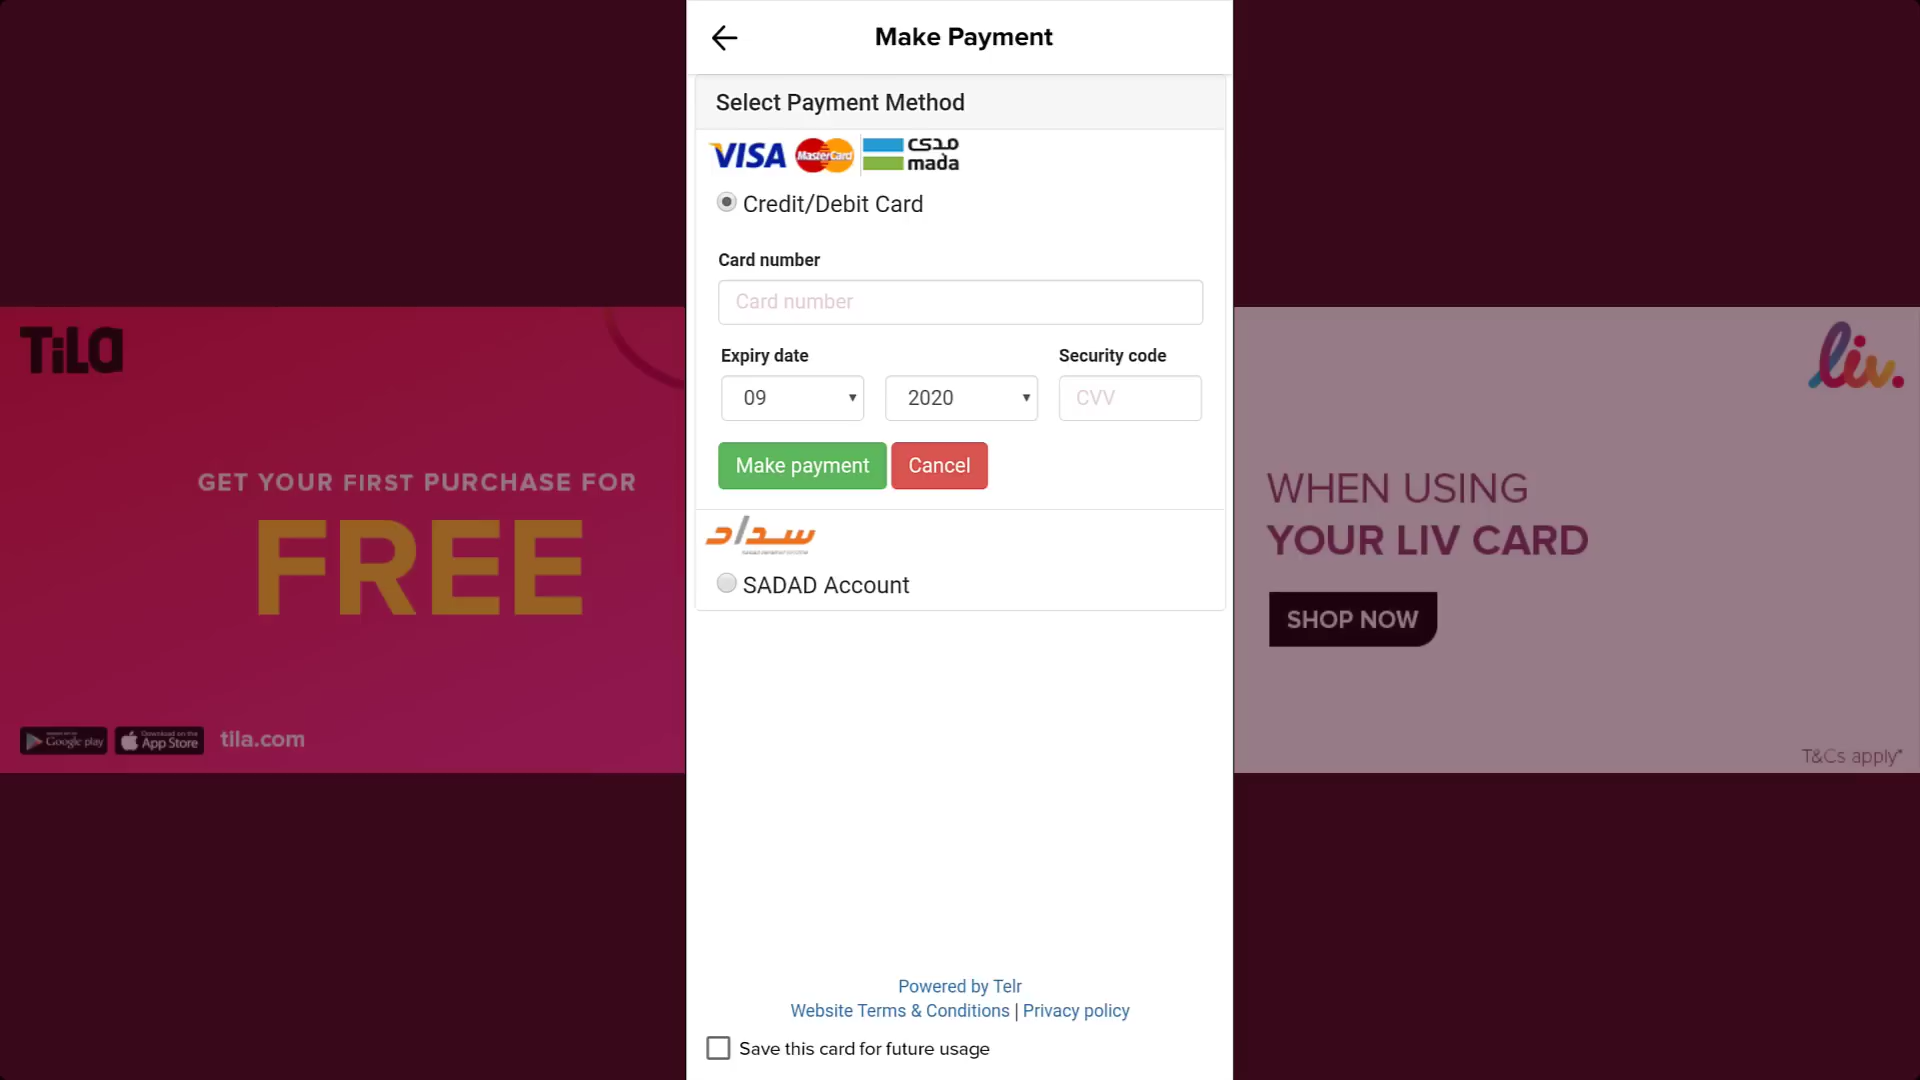 Make Payment
Select Payment Method
VISA MasterCard مدى mada
Credit/Debit Card
Card number
Card number
Expiry date Security code
09 2020 CVV
Make payment Cancel
سداد
SADAD Account
Powered by Telr
Website Terms & Conditions | Privacy policy
Save this card for future usage
TiLa
GET YOUR FIRST PURCHASE FOR
FREE
Google play
Download on the App Store
tila.com
liv.
WHEN USING
YOUR LIV CARD
SHOP NOW
T&Cs apply*